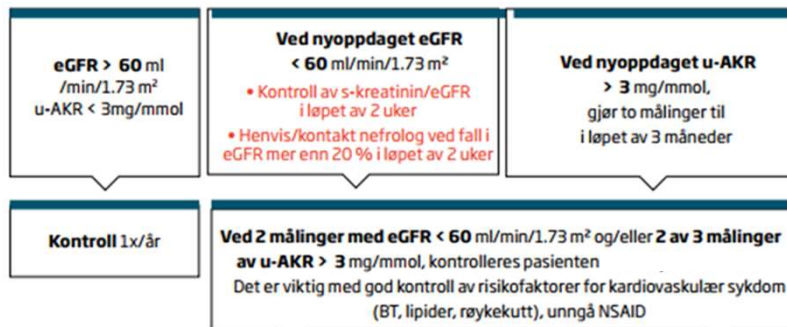 eGFR > 60 ml
/min/1.73 m²
u-AKR < 3mg/mmol
Ved nyoppdaget eGFR
< 60 ml/min/1.73 m²
• Kontroll av s-kreatinin/eGFR
i løpet av 2 uker
• Henvis/kontakt nefrolog ved fall i
eGFR mer enn 20 % i løpet av 2 uker
Ved nyoppdaget u-AKR
> 3 mg/mmol,
gjør to målinger til
i løpet av 3 måneder
Kontroll 1x/år
Ved 2 målinger med eGFR < 60 ml/min/1.73 m² og/eller 2 av 3 målinger
av u-AKR > 3 mg/mmol, kontrolleres pasienten
Det er viktig med god kontroll av risikofaktorer for kardiovaskulær sykdom
(BT, lipider, røykekutt), unngå NSAID